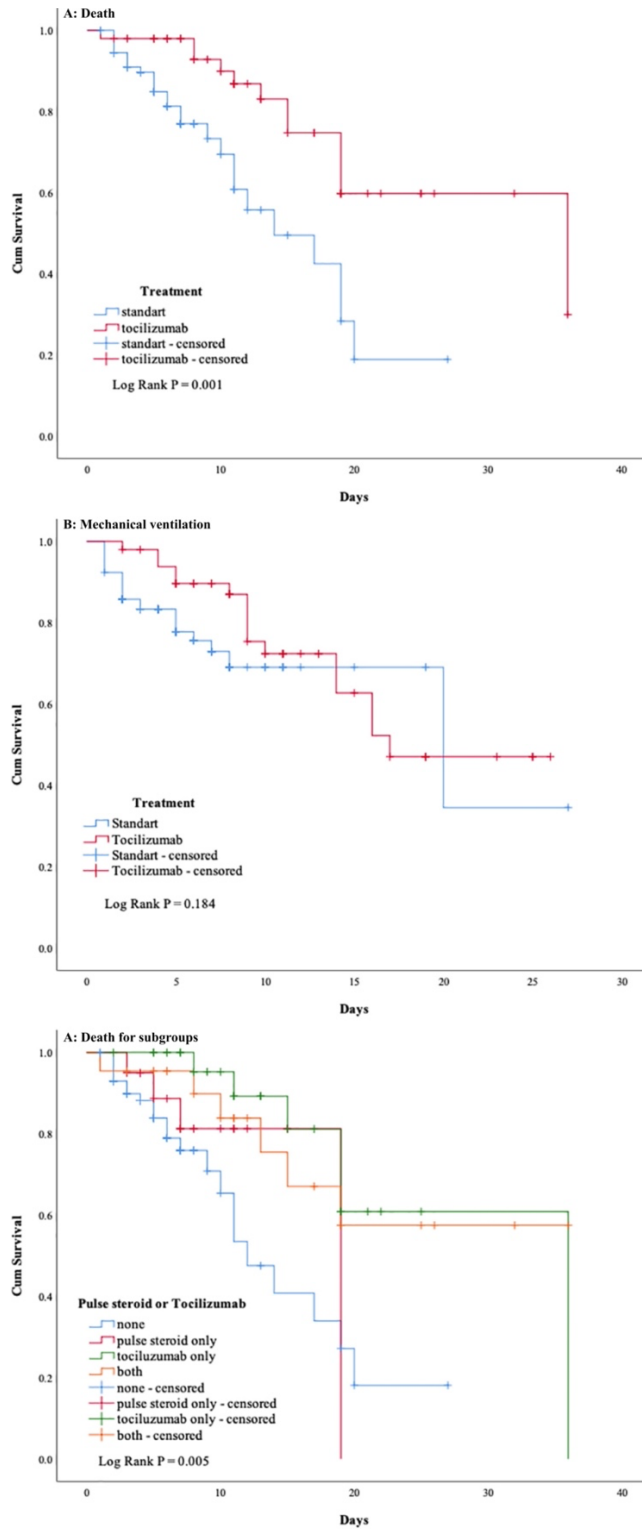 A: Death
1.0
0.8
0.6
0.4
0.2
0.0
Cum Survival
Treatment
standart
tocilizumab
standart - censored
tocilizumab - censored
Log Rank P = 0.001
0 10 20 30 40
Days
B: Mechanical ventilation
1.0
0.8
0.6
0.4
0.2
0.0
Cum Survival
Treatment
Standart
Tocilizumab
Standart - censored
Tocilizumab - censored
Log Rank P = 0.184
0 5 10 15 20 25 30
Days
A: Death for subgroups
1.0
0.8
0.6
0.4
0.2
0.0
Cum Survival
Pulse steroid or Tocilizumab
none
pulse steroid only
tociluzumab only
both
none - censored
pulse steroid only - censored
tociluzumab only - censored
both - censored
Log Rank P = 0.005
0 10 20 30 40
Days